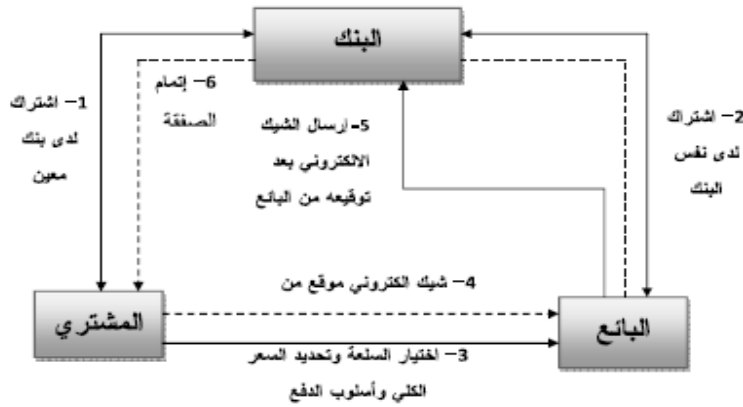 البنك
1- اشتراك
لدى بنك
معين
6- إتمام
الصفقة
5- إرسال الشيك
الالكتروني بعد
توقيعه من البائع
2- اشتراك
لدى نفس
البنك
4- شيك الكتروني موقع من
المشتري
البائع
3- اختيار السلعة وتحديد السعر
الكلي وأسلوب الدفع